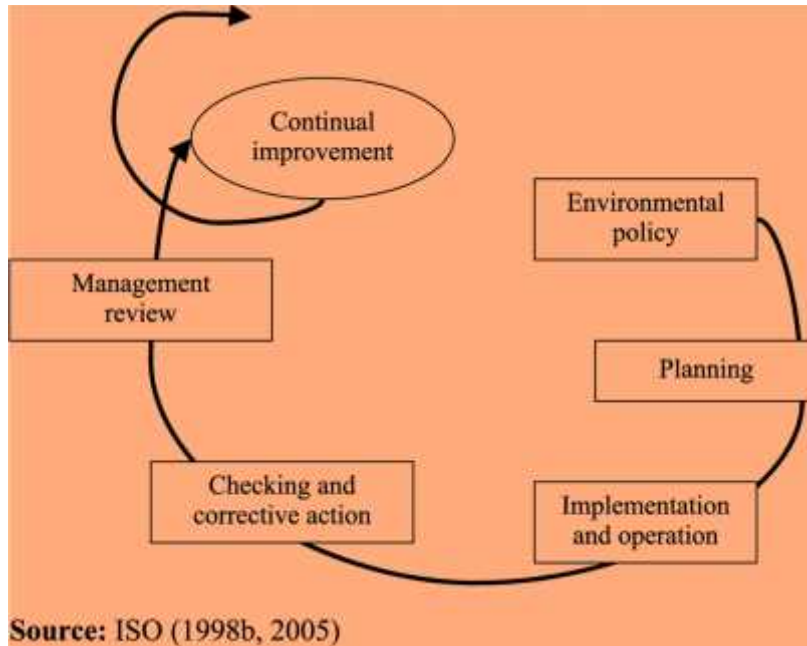 Continual
improvement
Environmental
policy
Management
review
Planning
Checking and
corrective action
Implementation
and operation
Source: ISO (1998b, 2005)